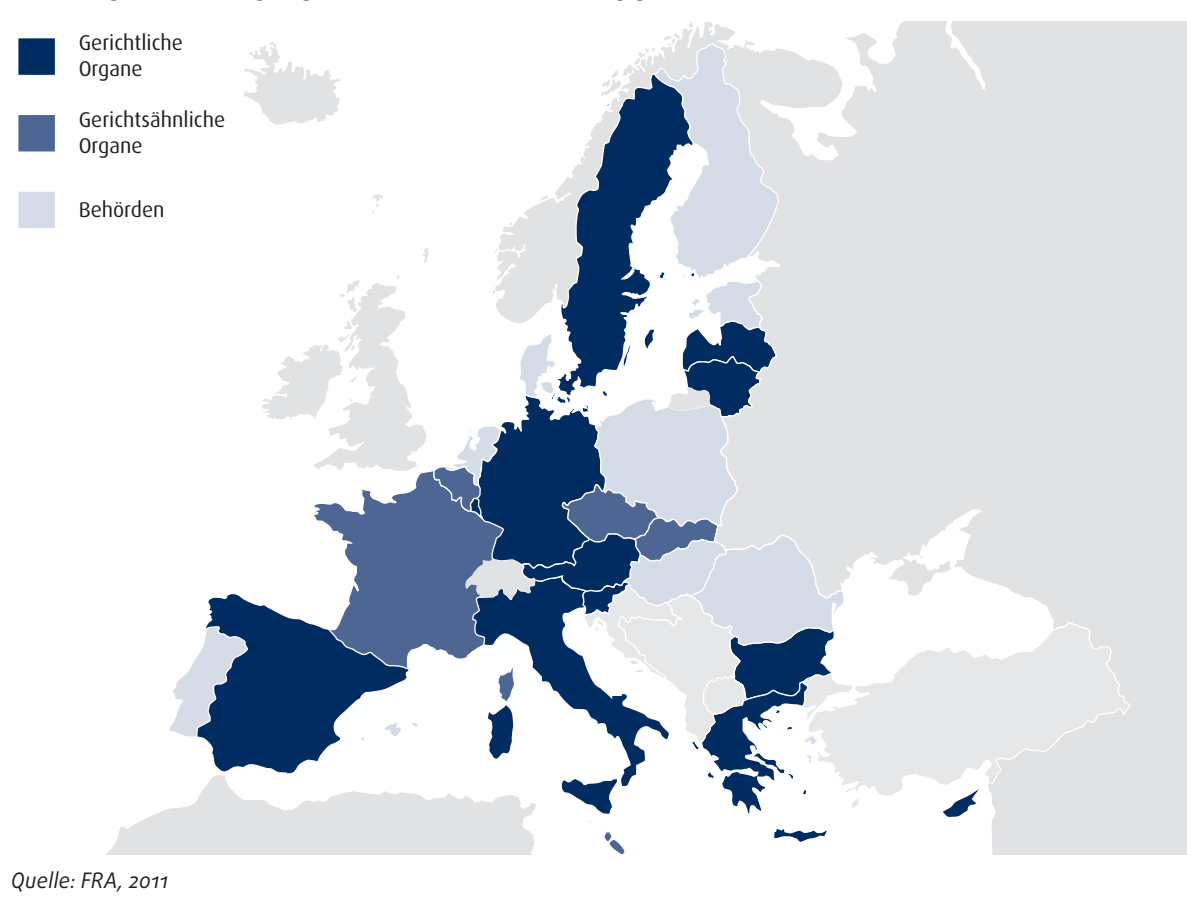 Gerichtliche
Organe
Gerichtsähnliche
Organe
Behörden
Quelle: FRA, 2011